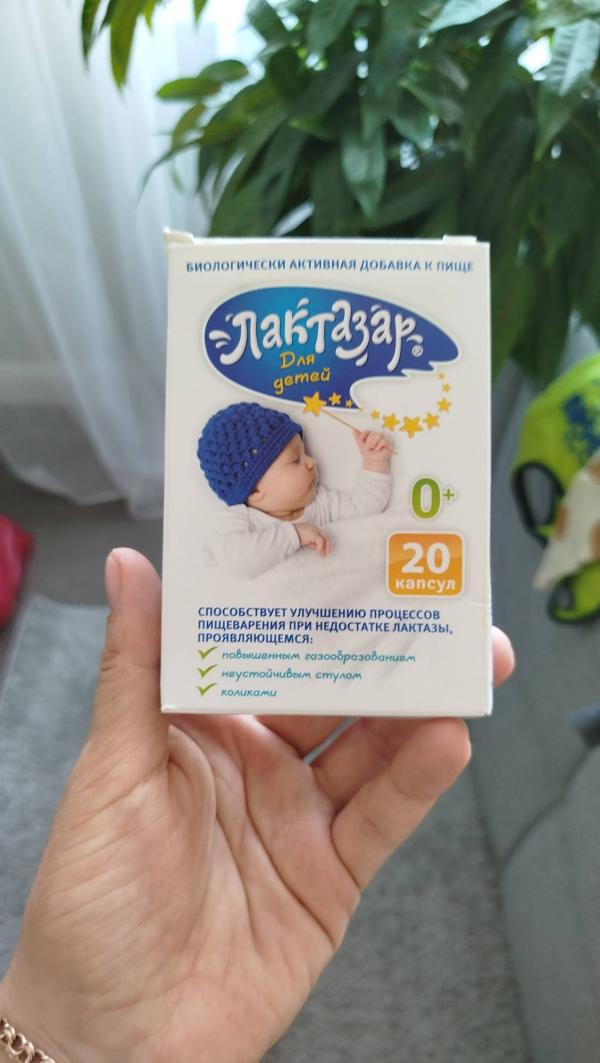 БИОЛОГИЧЕСКИ АКТИВНАЯ ДОБАВКА К ПИЩЕ
Лактазар®
Для
детей
0+
20
капсул
СПОСОБСТВУЕТ УЛУЧШЕНИЮ ПРОЦЕССОВ
ПИЩЕВАРЕНИЯ ПРИ НЕДОСТАТКЕ ЛАКТАЗЫ,
ПРОЯВЛЯЮЩЕМСЯ:
повышенным газообразованием
неустойчивым стулом
коликами